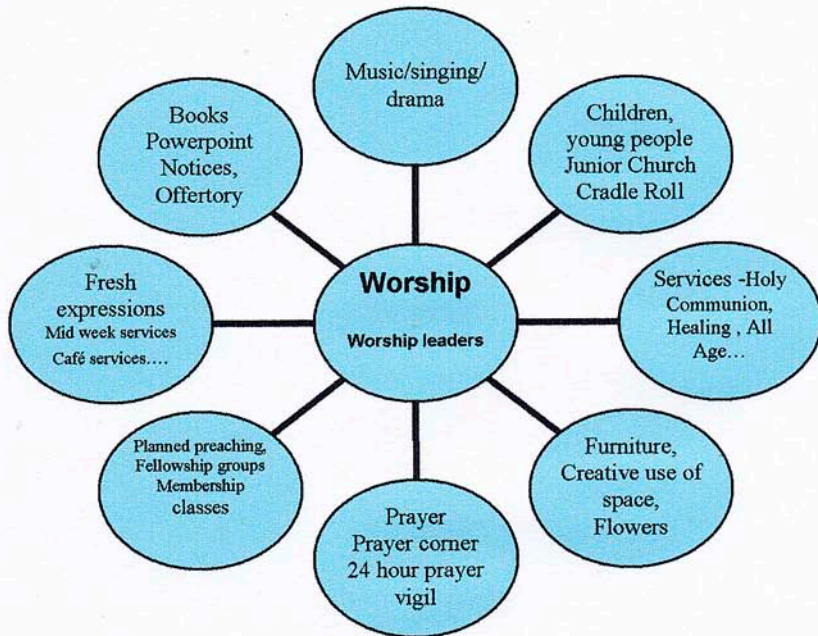 Music/singing/
drama
Children,
young people
Junior Church
Cradle Roll
Services -Holy
Communion,
Healing , All
Age...
Furniture,
Creative use of
space,
Flowers
Prayer
Prayer corner
24 hour prayer
vigil
Planned preaching,
Fellowship groups
Membership
classes
Fresh
expressions
Mid week services
Café services....
Books
Powerpoint
Notices,
Offertory
Worship
Worship leaders